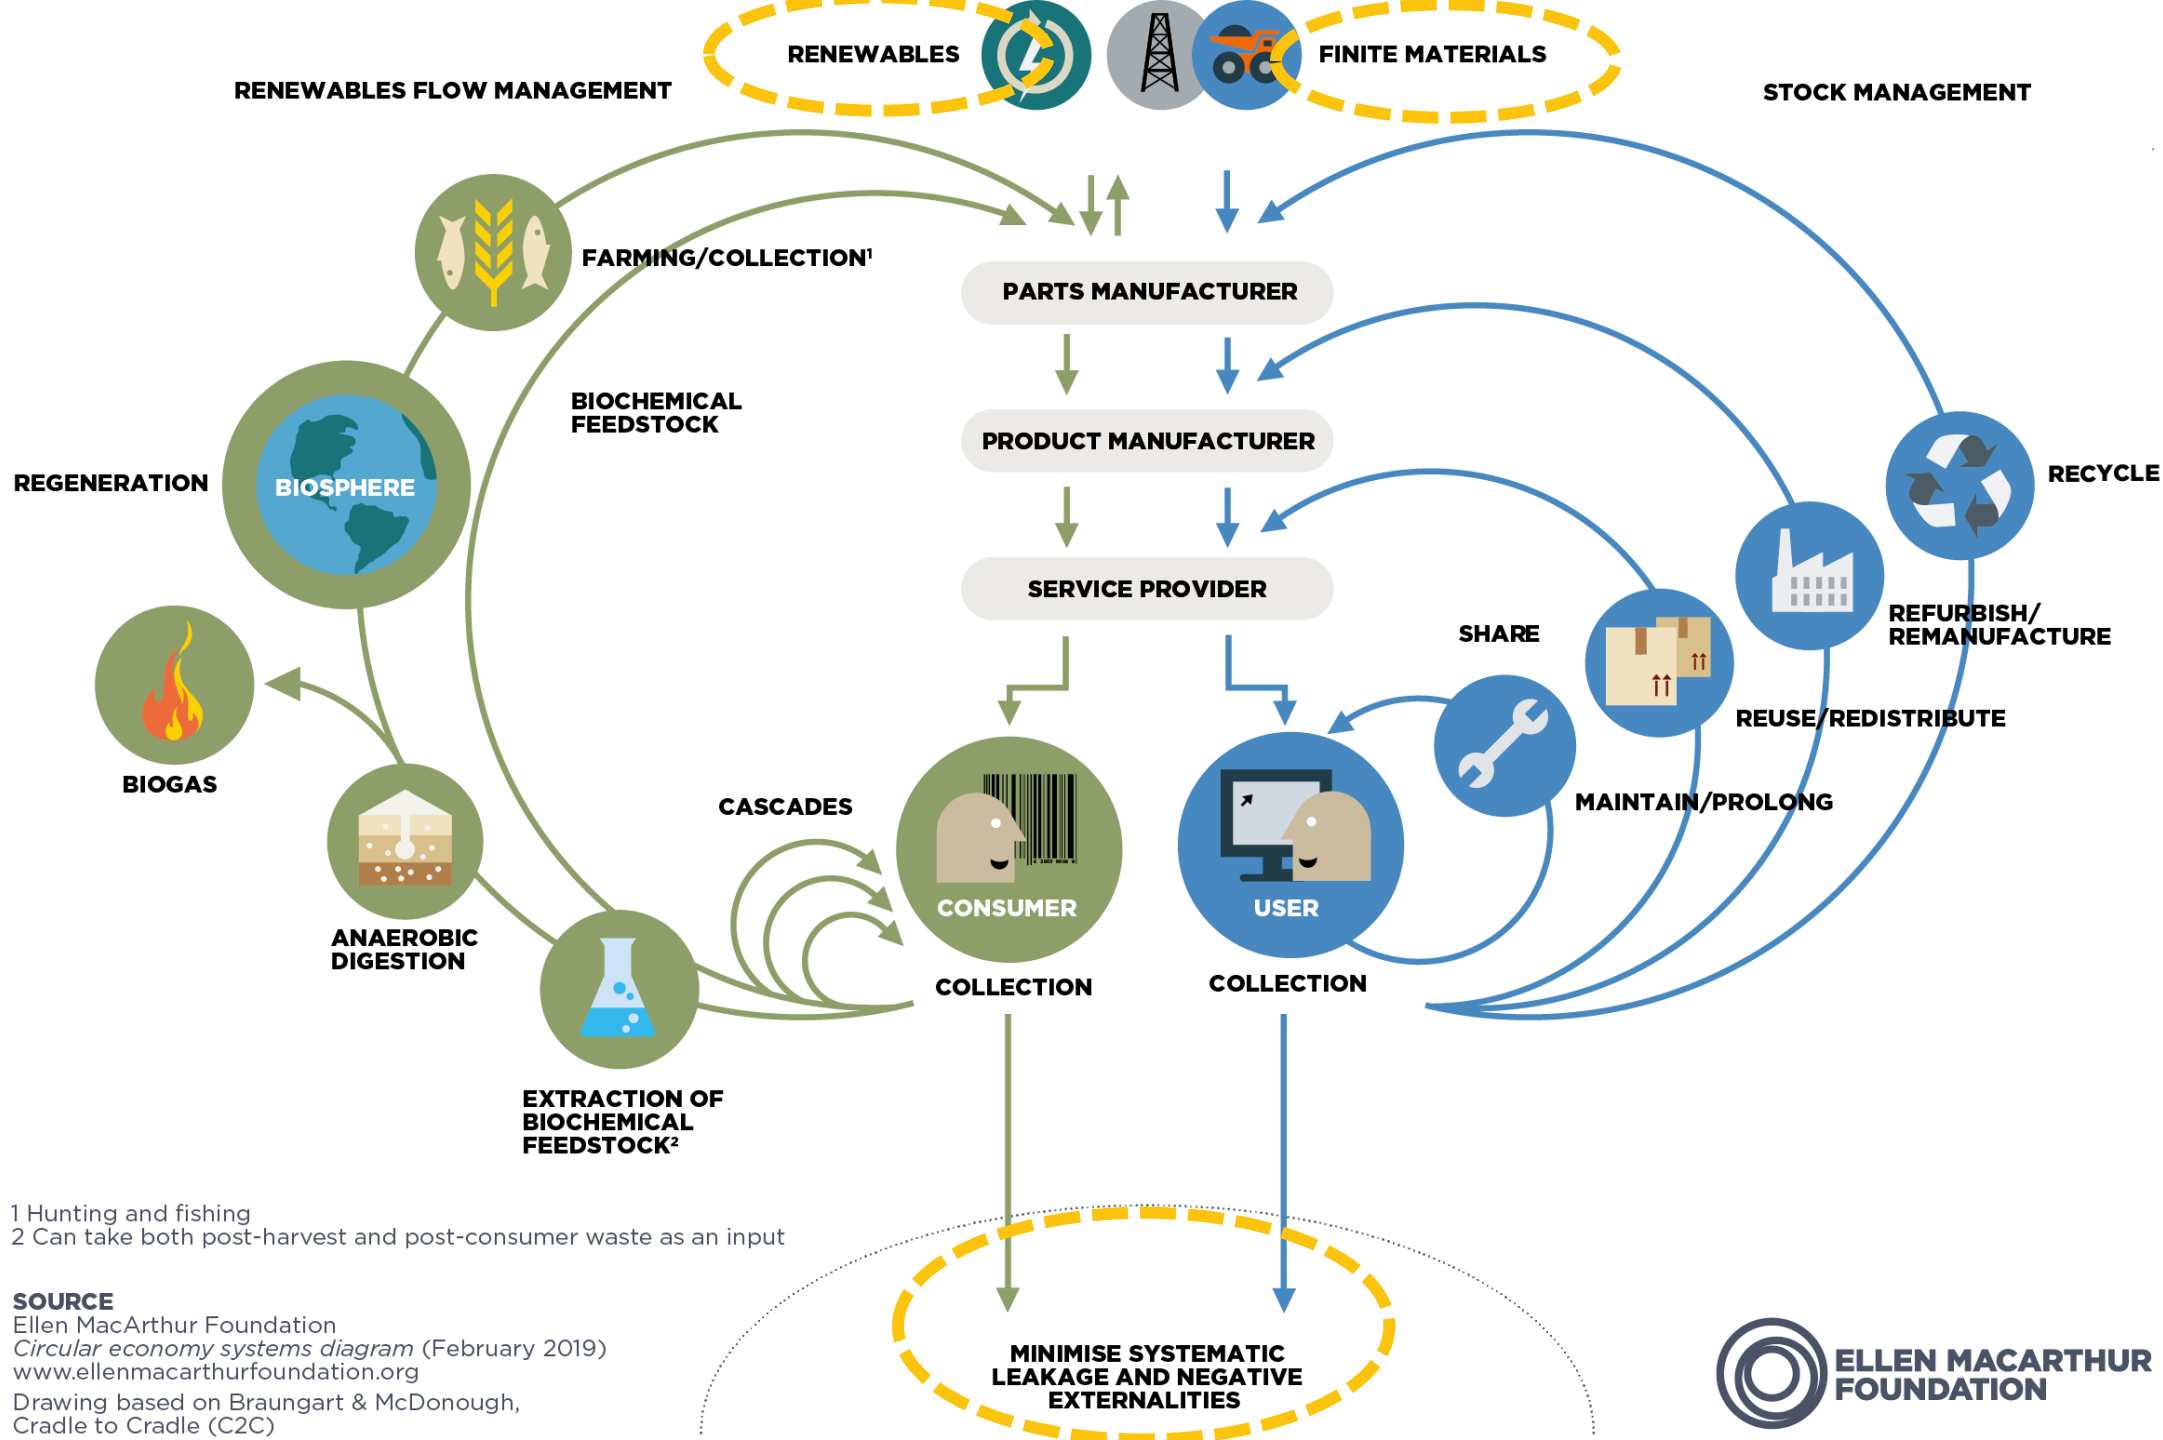 RENEWABLES
FINITE MATERIALS
RENEWABLES FLOW MANAGEMENT
STOCK MANAGEMENT
FARMING/COLLECTION¹
PARTS MANUFACTURER
BIOCHEMICAL
FEEDSTOCK
PRODUCT MANUFACTURER
REGENERATION
BIOSPHERE
RECYCLE
SERVICE PROVIDER
SHARE
REFURBISH/
REMANUFACTURE
REUSE/REDISTRIBUTE
BIOGAS
CASCADES
MAINTAIN/PROLONG
CONSUMER
USER
ANAEROBIC
DIGESTION
COLLECTION
COLLECTION
EXTRACTION OF
BIOCHEMICAL
FEEDSTOCK²
1 Hunting and fishing
2 Can take both post-harvest and post-consumer waste as an input
SOURCE
Ellen MacArthur Foundation
Circular economy systems diagram (February 2019)
www.ellenmacarthurfoundation.org
Drawing based on Braungart & McDonough,
Cradle to Cradle (C2C)
MINIMISE SYSTEMATIC
LEAKAGE AND NEGATIVE
EXTERNALITIES
ELLEN MACARTHUR
FOUNDATION